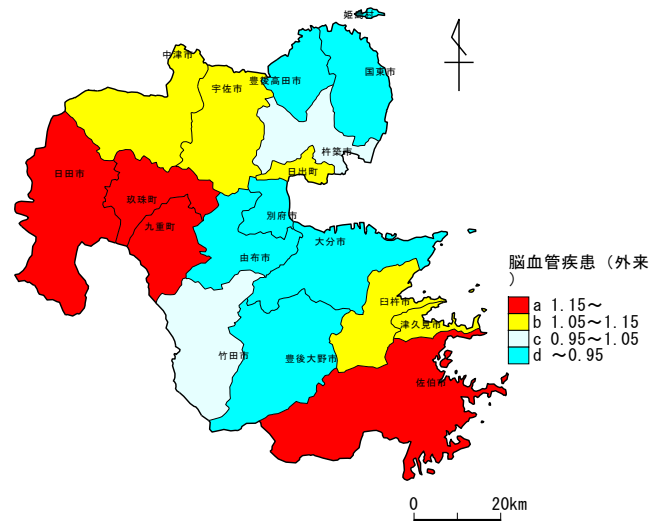 姫島村
中津市
宇佐市
豊後高田市
国東市
杵築市
日出町
日田市
玖珠町
九重町
別府市
大分市
由布市
臼杵市
津久見市
竹田市
豊後大野市
佐伯市
脳血管疾患（外来
）
a 1.15～
b 1.05～1.15
c 0.95～1.05
d ～0.95
0 20km